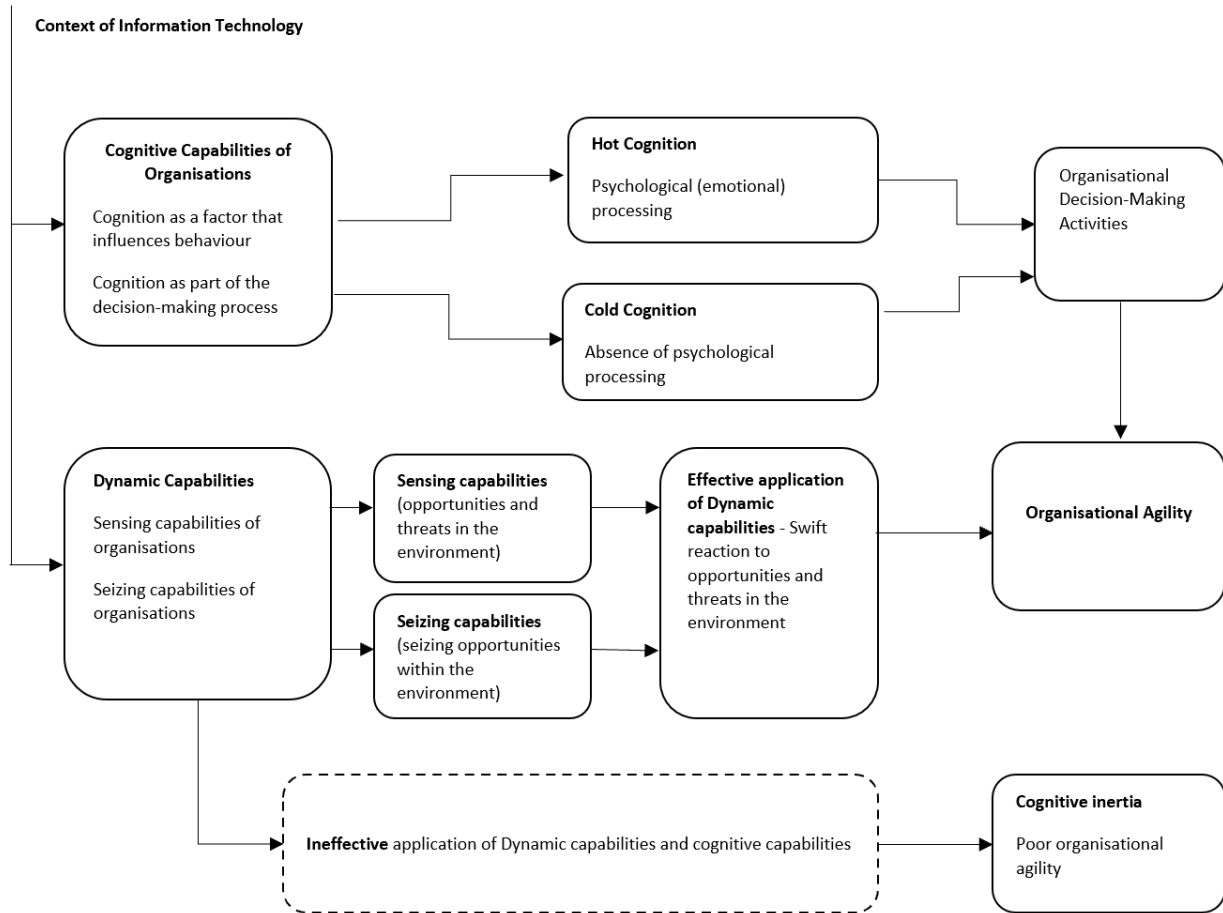 Context of Information Technology
Cognitive Capabilities of
Organisations
Cognition as a factor that
influences behaviour
Cognition as part of the
decision-making process
Hot Cognition
Psychological (emotional)
processing
Cold Cognition
Absence of psychological
processing
Organisational
Decision-Making
Activities
Dynamic Capabilities
Sensing capabilities of
organisations
Seizing capabilities of
organisations
Sensing capabilities
(opportunities and
threats in the
environment)
Seizing capabilities
(seizing opportunities
within the
environment)
Effective application
of Dynamic
capabilities - Swift
reaction to
opportunities and
threats in the
environment
Organisational Agility
Ineffective application of Dynamic capabilities and cognitive capabilities
Cognitive inertia
Poor organisational
agility